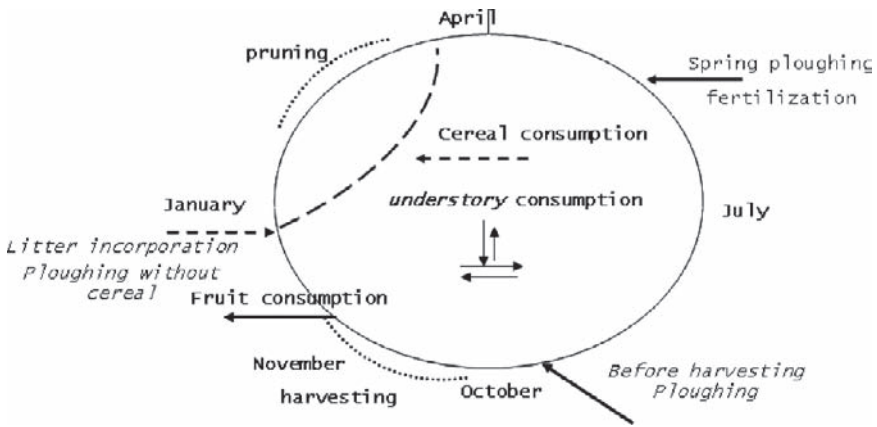 April
pruning
Spring ploughing
fertilization
Cereal consumption
January
understory consumption
July
Litter incorporation
Ploughing without
cereal
Fruit consumption
November
harvesting
October
Before harvesting
Ploughing